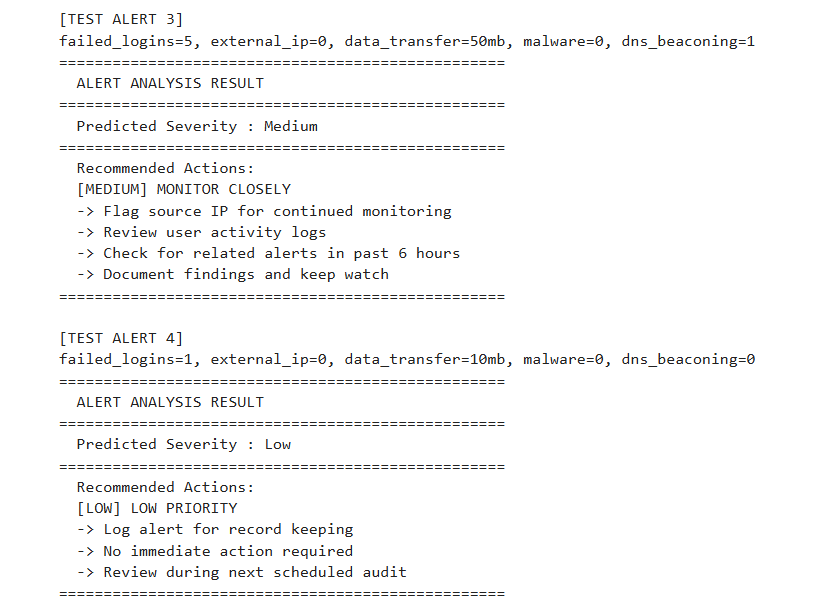 [TEST ALERT 3]
failed_logins=5, external_ip=0, data_transfer=50mb, malware=0, dns_beaconing=1
==================================================
  ALERT ANALYSIS RESULT
==================================================
  Predicted Severity : Medium
==================================================
  Recommended Actions:
  [MEDIUM] MONITOR CLOSELY
  -> Flag source IP for continued monitoring
  -> Review user activity logs
  -> Check for related alerts in past 6 hours
  -> Document findings and keep watch
==================================================

[TEST ALERT 4]
failed_logins=1, external_ip=0, data_transfer=10mb, malware=0, dns_beaconing=0
==================================================
  ALERT ANALYSIS RESULT
==================================================
  Predicted Severity : Low
==================================================
  Recommended Actions:
  [LOW] LOW PRIORITY
  -> Log alert for record keeping
  -> No immediate action required
  -> Review during next scheduled audit
==================================================